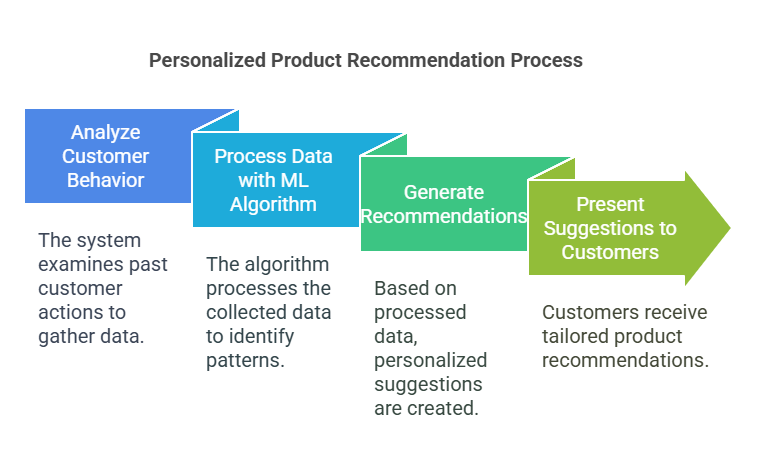 Personalized Product Recommendation Process
Analyze
Customer
Behavior
The system
examines past
customer
actions to
gather data.
Process Data
with ML
Algorithm
The algorithm
processes the
collected data
to identify
patterns.
Generate
Recommendations
Based on
processed
data,
personalized
suggestions
are created.
Present
Suggestions to
Customers
Customers receive
tailored product
recommendations.